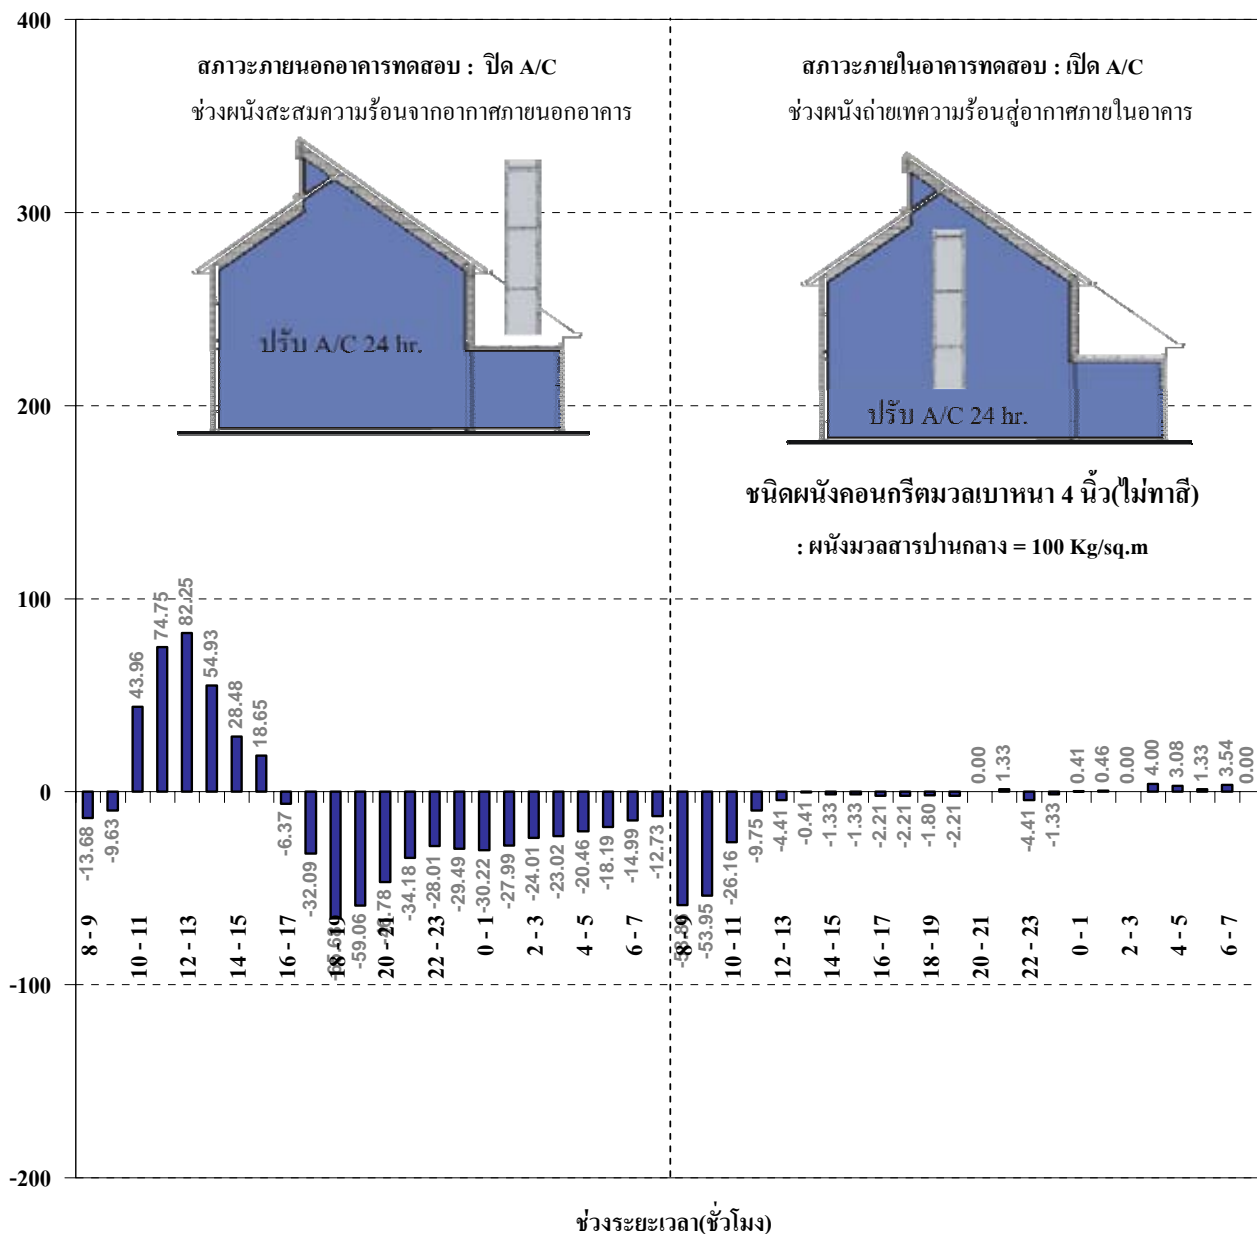 400
300
200
100
0
-100
-200
สภาวะภายนอกอาคารทดสอบ : ปิด A/C
ช่วงผนังสะสมความร้อนจากอากาศภายนอกอาคาร
ปรับ A/C 24 hr.
สภาวะภายในอาคารทดสอบ : เปิด A/C
ช่วงผนังถ่ายเทความร้อนสู่อากาศภายในอาคาร
ปรับ A/C 24 hr.
ชนิดผนังคอนกรีตมวลเบาหนา 4 นิ้ว(ไม่ทาสี)
: ผนังมวลสารปานกลาง = 100 Kg/sq.m
-13.68
-9.63
43.96
74.75
82.25
54.93
28.48
18.65
-6.37
-32.09
-59.06
-34.18
-28.01
-29.49
-30.22
-27.99
-24.01
-23.02
-20.46
-18.19
-14.99
-12.73
-53.95
-26.16
-9.75
-4.41
-0.41
-1.33
-1.33
-2.21
-2.21
-1.80
-2.21
0.00
1.33
-4.41
-1.33
0.41
0.46
0.00
4.00
3.08
1.33
3.54
0.00
8 - 9
10 - 11
12 - 13
14 - 15
16 - 17
18 - 19
20 - 21
22 - 23
0 - 1
2 - 3
4 - 5
6 - 7
8 - 9
10 - 11
12 - 13
14 - 15
16 - 17
18 - 19
20 - 21
22 - 23
0 - 1
2 - 3
4 - 5
6 - 7
ช่วงระยะเวลา(ชั่วโมง)